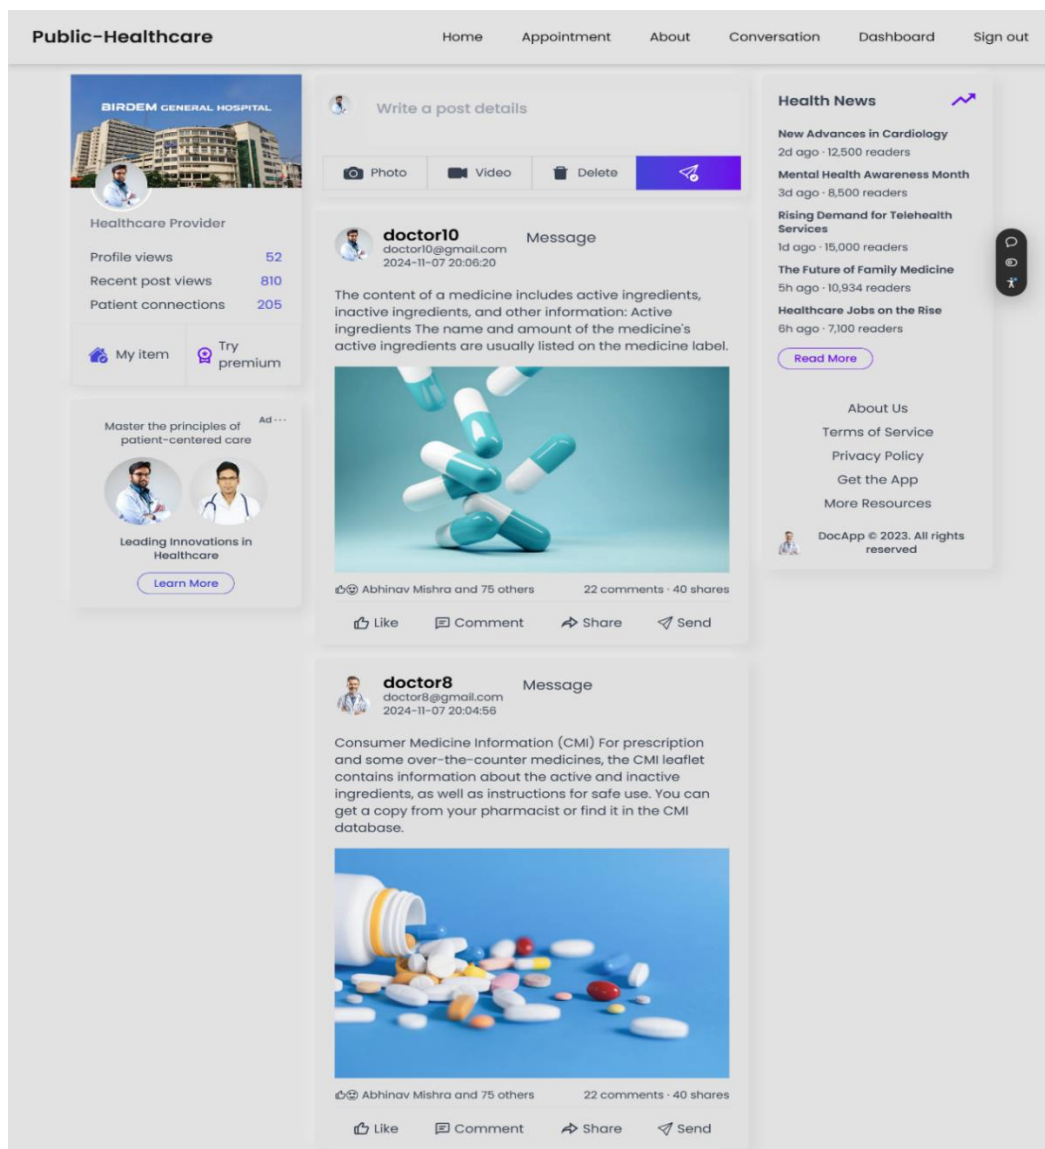 Public-Healthcare
Home Appointment About Conversation Dashboard Sign out
BIRDEM GENERAL HOSPITAL
Healthcare Provider
Profile views 52
Recent post views 810
Patient connections 205
My item
Try
premium
Ad ···
Master the principles of
patient-centered care
Leading Innovations in
Healthcare
Learn More
Write a post details
Photo Video Delete
doctor10 Message
doctor10@gmail.com
2024-11-07 20:06:20
The content of a medicine includes active ingredients,
inactive ingredients, and other information: Active
ingredients The name and amount of the medicine's
active ingredients are usually listed on the medicine label.
Abhinav Mishra and 75 others 22 comments · 40 shares
Like Comment Share Send
doctor8 Message
doctor8@gmail.com
2024-11-07 20:04:56
Consumer Medicine Information (CMI) For prescription
and some over-the-counter medicines, the CMI leaflet
contains information about the active and inactive
ingredients, as well as instructions for safe use. You can
get a copy from your pharmacist or find it in the CMI
database.
Abhinav Mishra and 75 others 22 comments · 40 shares
Like Comment Share Send
Health News
New Advances in Cardiology
2d ago · 12,500 readers
Mental Health Awareness Month
3d ago · 8,500 readers
Rising Demand for Telehealth
Services
1d ago · 15,000 readers
The Future of Family Medicine
5h ago · 10,934 readers
Healthcare Jobs on the Rise
6h ago · 7,100 readers
Read More
About Us
Terms of Service
Privacy Policy
Get the App
More Resources
DocApp © 2023. All rights
reserved